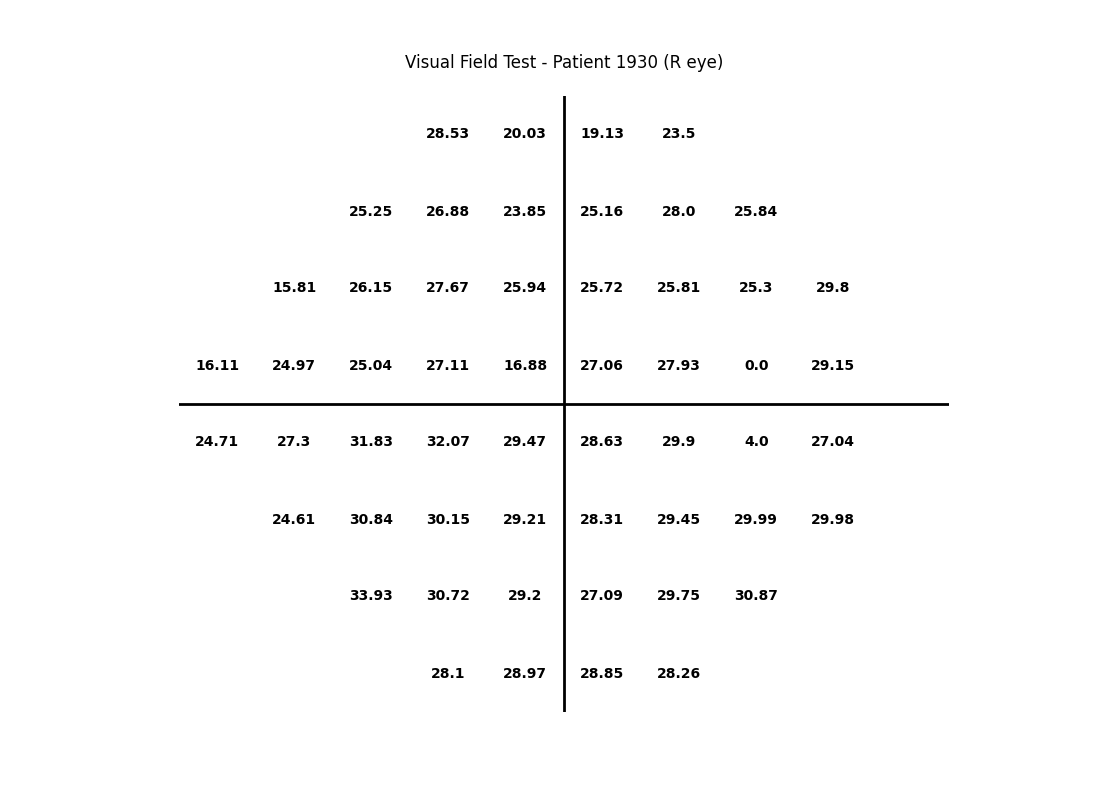 Visual Field Test - Patient 1930 (R eye)
28.53 20.03 19.13 23.5
25.25 26.88 23.85 25.16 28.0 25.84
15.81 26.15 27.67 25.94 25.72 25.81 25.3 29.8
16.11 24.97 25.04 27.11 16.88 27.06 27.93 0.0 29.15
24.71 27.3 31.83 32.07 29.47 28.63 29.9 4.0 27.04
24.61 30.84 30.15 29.21 28.31 29.45 29.99 29.98
33.93 30.72 29.2 27.09 29.75 30.87
28.1 28.97 28.85 28.26